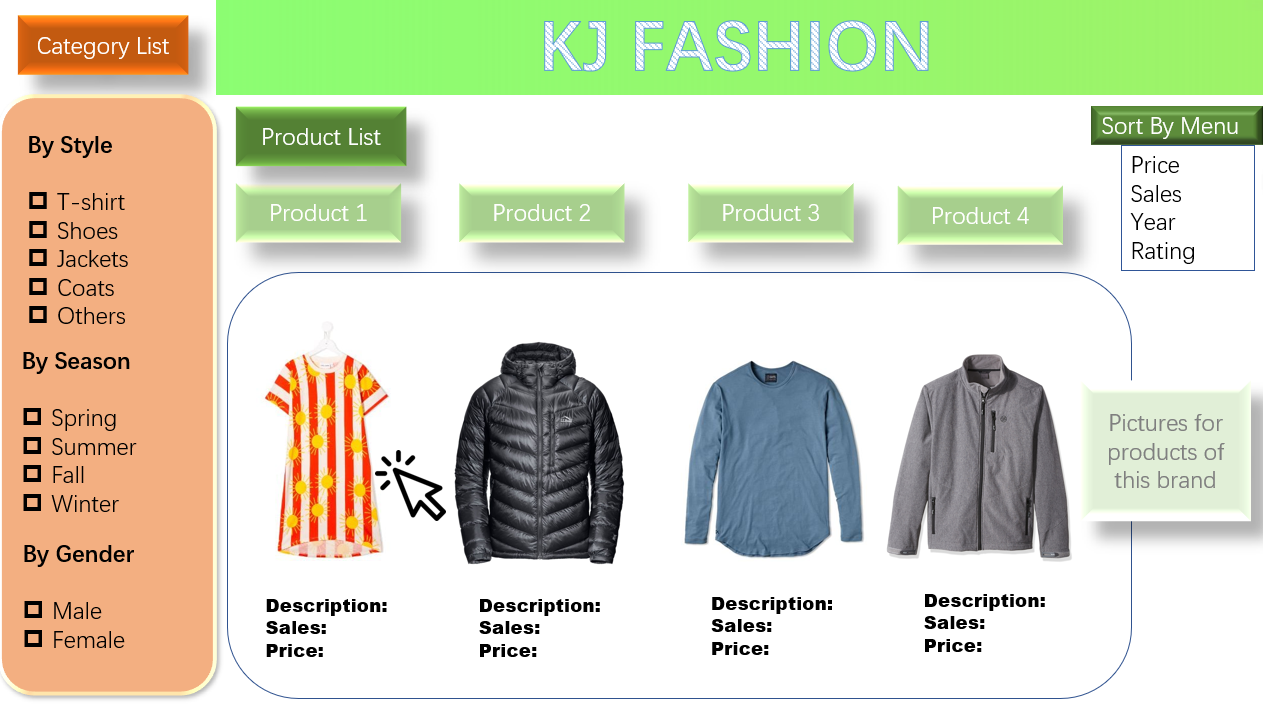 Category List
KJ FASHION
By Style
T-shirt
Shoes
Jackets
Coats
Others
By Season
Spring
Summer
Fall
Winter
By Gender
Male
Female
Product List
Sort By Menu
Price
Sales
Year
Rating
Product 1
Product 2
Product 3
Product 4
Pictures for
products of
this brand
Description:
Sales:
Price:
Description:
Sales:
Price:
Description:
Sales:
Price:
Description:
Sales:
Price: